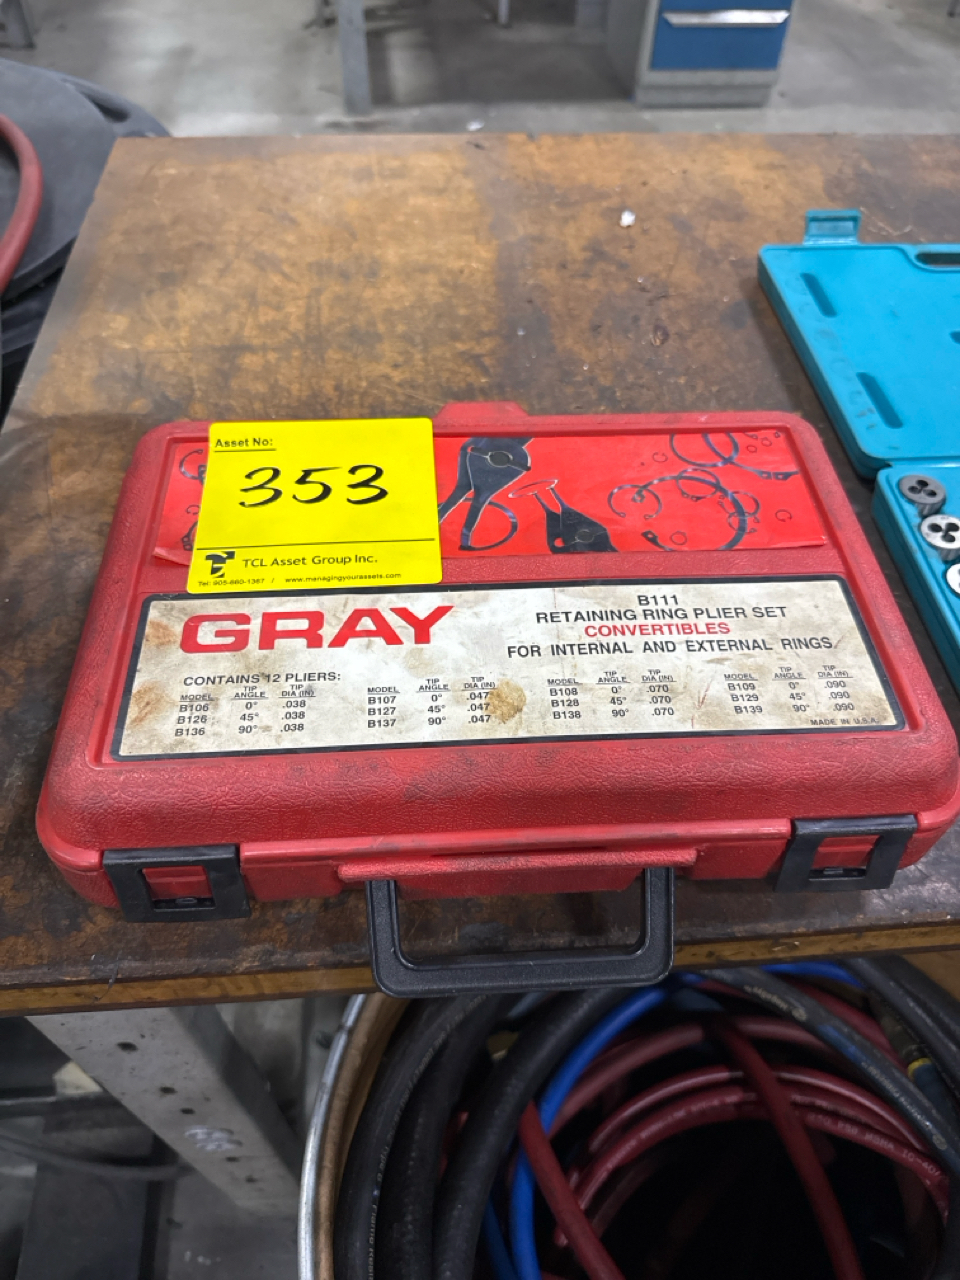 Asset No:
353
TCL Asset Group Inc.
Tel: 905-860-1367 / www.managingyourassets.com
GRAY
B111
RETAINING RING PLIER SET
CONVERTIBLES
FOR INTERNAL AND EXTERNAL RINGS
CONTAINS 12 PLIERS:
MODEL TIP ANGLE TIP DIA (IN)
B106 0° .038
B126 45° .038
B136 90° .038
MODEL TIP ANGLE TIP DIA (IN)
B107 0° .047
B127 45° .047
B137 90° .047
MODEL TIP ANGLE TIP DIA (IN)
B108 0° .070
B128 45° .070
B138 90° .070
MODEL TIP ANGLE TIP DIA (IN)
B109 0° .090
B129 45° .090
B139 90° .090
MADE IN U.S.A.